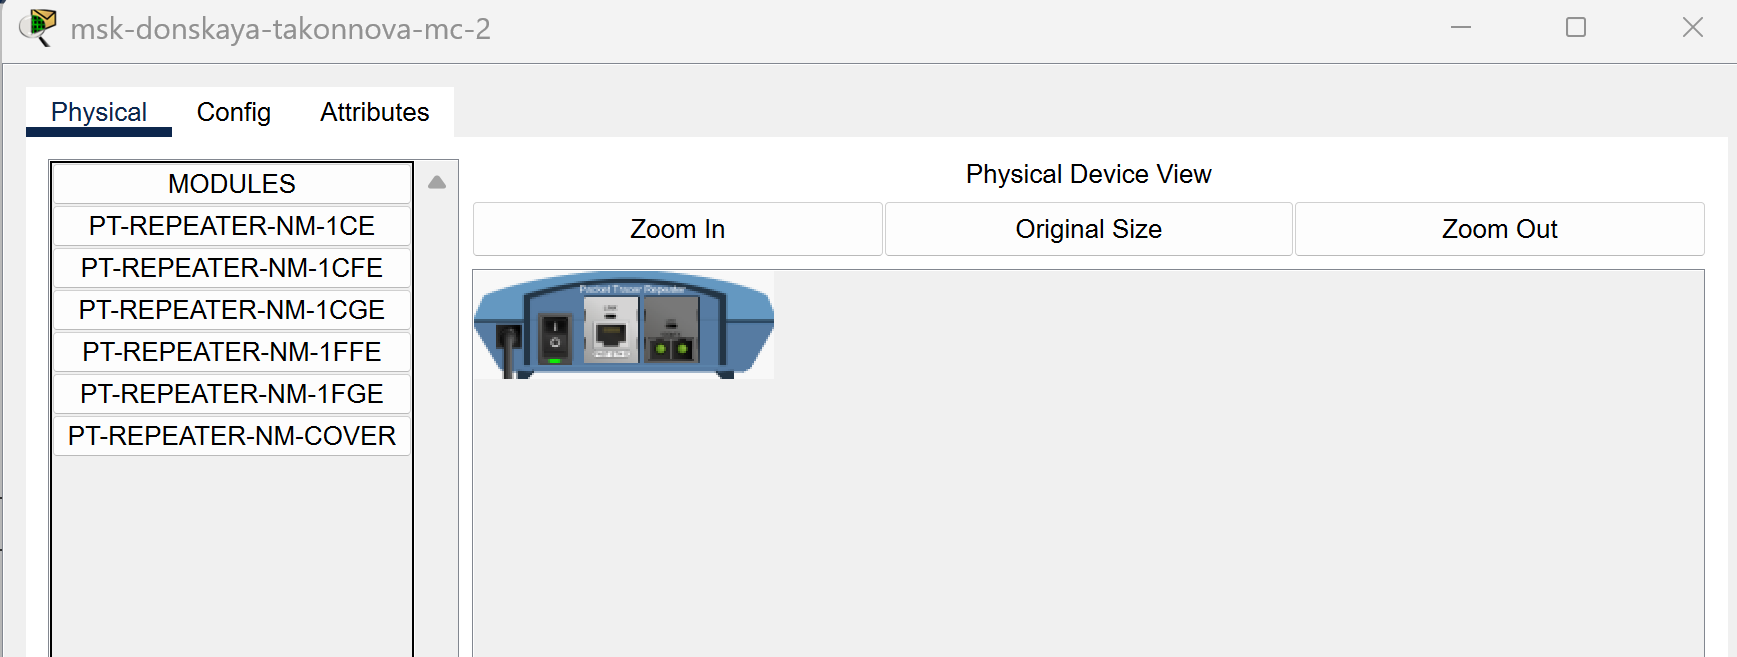 msk-donskaya-takonnova-mc-2
Physical Config Attributes
MODULES
PT-REPEATER-NM-1CE
PT-REPEATER-NM-1CFE
PT-REPEATER-NM-1CGE
PT-REPEATER-NM-1FFE
PT-REPEATER-NM-1FGE
PT-REPEATER-NM-COVER
Physical Device View
Zoom In Original Size Zoom Out
Packet Tracer Repeater